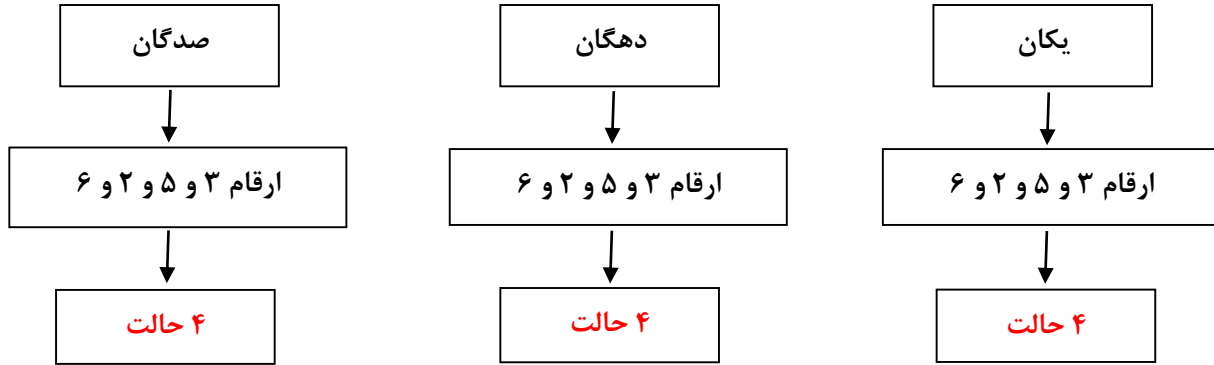 یکان
دهگان
صدگان
ارقام ۳ و ۵ و ۲ و ۶
ارقام ۳ و ۵ و ۲ و ۶
ارقام ۳ و ۵ و ۲ و ۶
۴ حالت
۴ حالت
۴ حالت